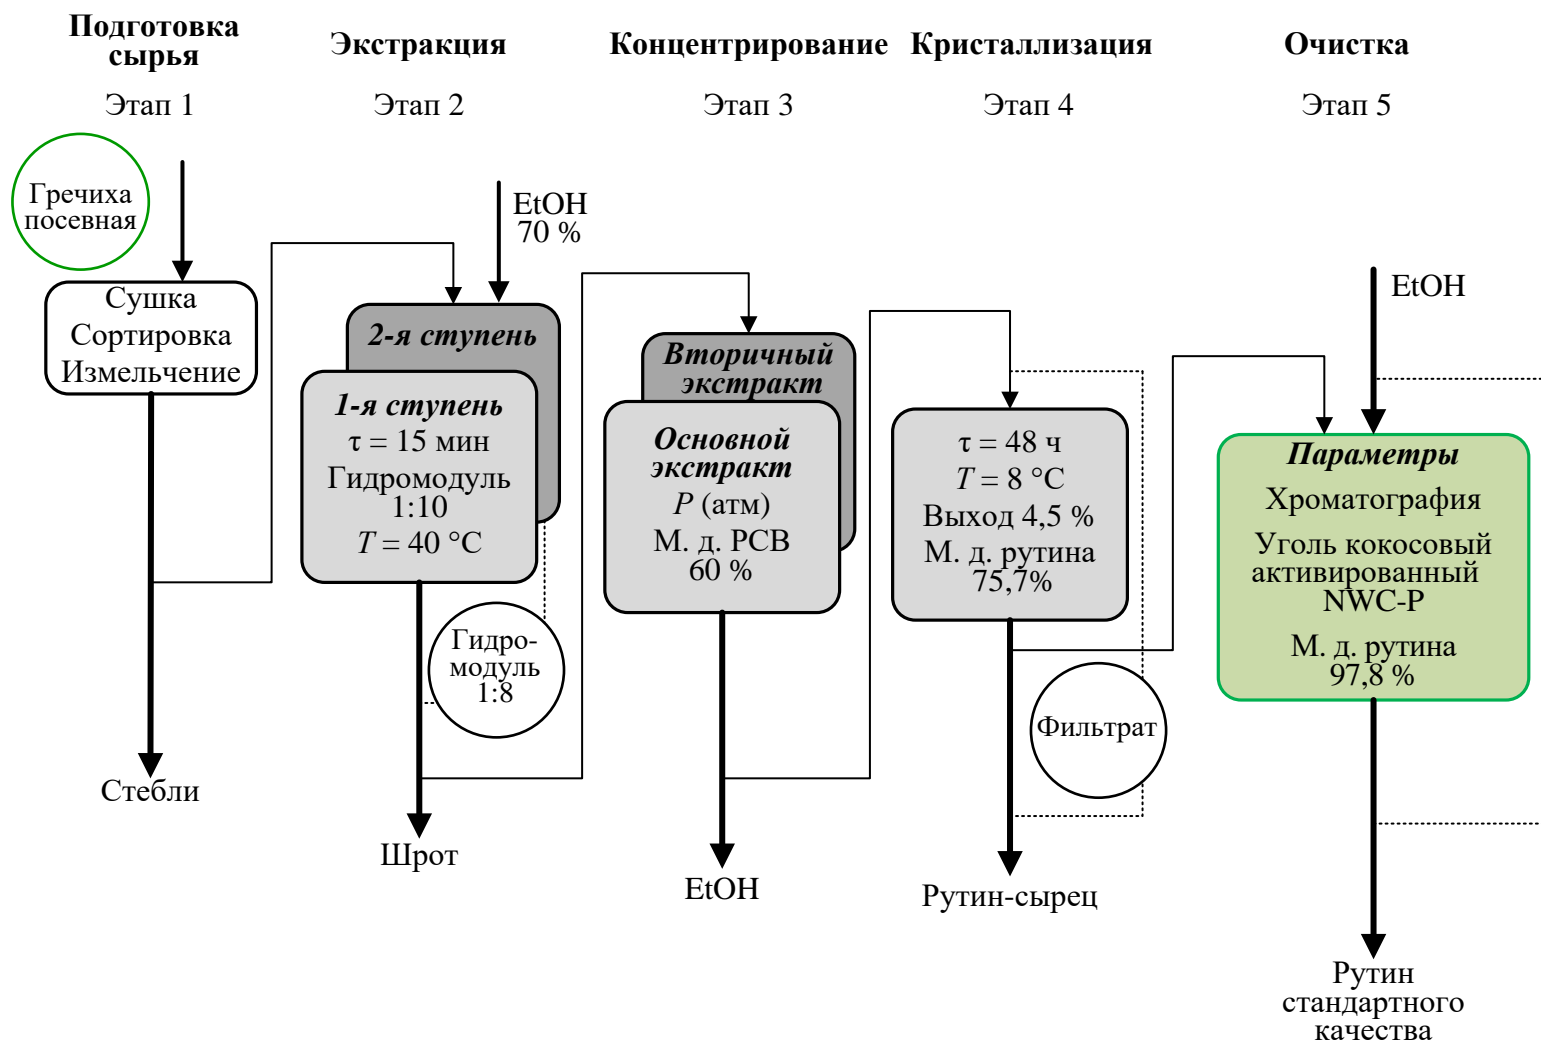 Подготовка
сырья
Этап 1
Экстракция
Этап 2
Концентрирование
Этап 3
Кристаллизация
Этап 4
Очистка
Этап 5
Гречиха
посевная
Сушка
Сортировка
Измельчение
Стебли
EtOH
70 %
2-я ступень
1-я ступень
τ = 15 мин
Гидромодуль
1:10
T = 40 °C
Гидро-
модуль
1:8
Шрот
Вторичный
экстракт
Основной
экстракт
P (атм)
М. д. РСВ
60 %
EtOH
τ = 48 ч
T = 8 °C
Выход 4,5 %
М. д. рутина
75,7%
Фильтрат
Рутин-сырец
EtOH
Параметры
Хроматография
Уголь кокосовый
активированный
NWC-P
М. д. рутина
97,8 %
Рутин
стандартного
качества